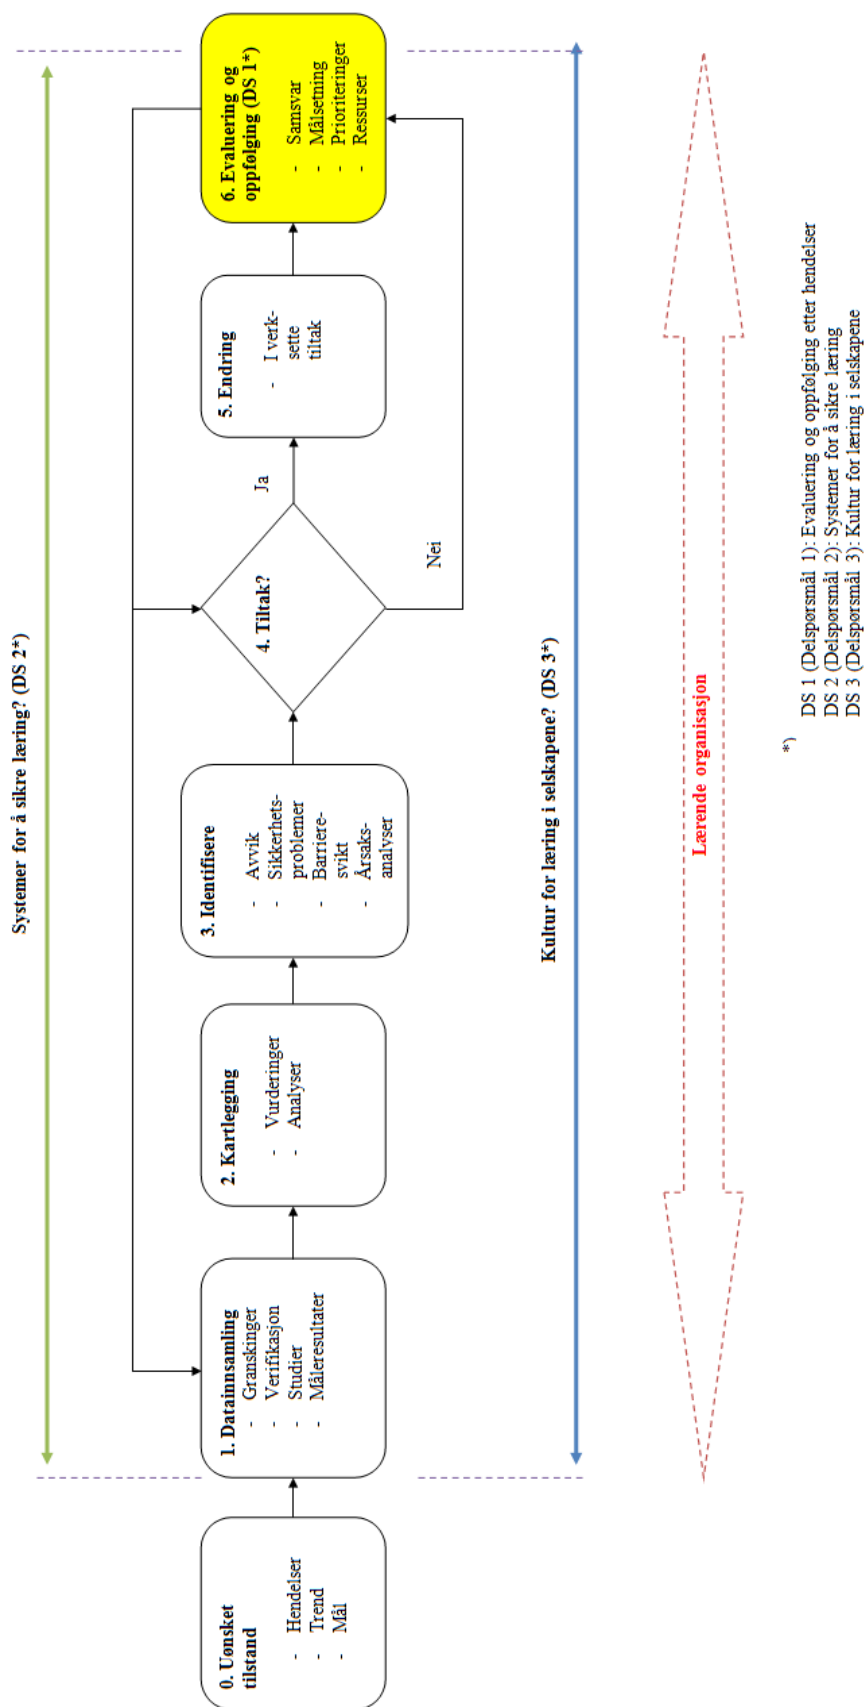 Systemer for å sikre læring? (DS 2*)
0. Uønsket
tilstand
- Hendelser
- Trend
- Mål
1. Datainnsamling
- Granskinger
- Verifikasjon
- Studier
- Måleresultater
2. Kartlegging
- Vurderinger
- Analyser
3. Identifisere
- Avvik
- Sikkerhets-
problemer
- Barriere-
svikt
- Årsaks-
analyser
4. Tiltak?
Ja
Nei
5. Endring
- I verk-
sette
tiltak
6. Evaluering og
oppfølging (DS 1*)
- Samsvar
- Målsetning
- Prioriteringer
- Ressurser
Kultur for læring i selskapene? (DS 3*)
Lærende organisasjon
*)
DS 1 (Delspørsmål 1): Evaluering og oppfølging etter hendelser
DS 2 (Delspørsmål 2): Systemer for å sikre læring
DS 3 (Delspørsmål 3): Kultur for læring i selskapene